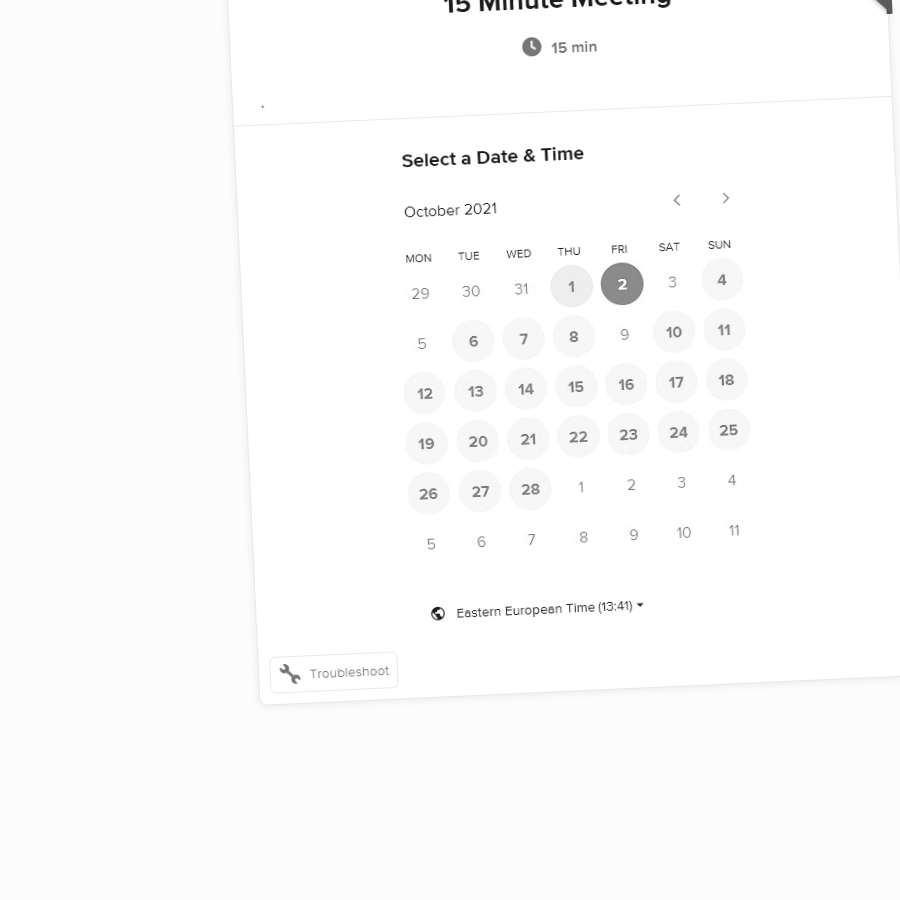 15 Minute Meeting
15 min
.
Select a Date & Time
October 2021
MON TUE WED THU FRI SAT SUN
29 30 31 1 2 3 4
5 6 7 8 9 10 11
12 13 14 15 16 17 18
19 20 21 22 23 24 25
26 27 28 1 2 3 4
5 6 7 8 9 10 11
Eastern European Time (13:41)
Troubleshoot